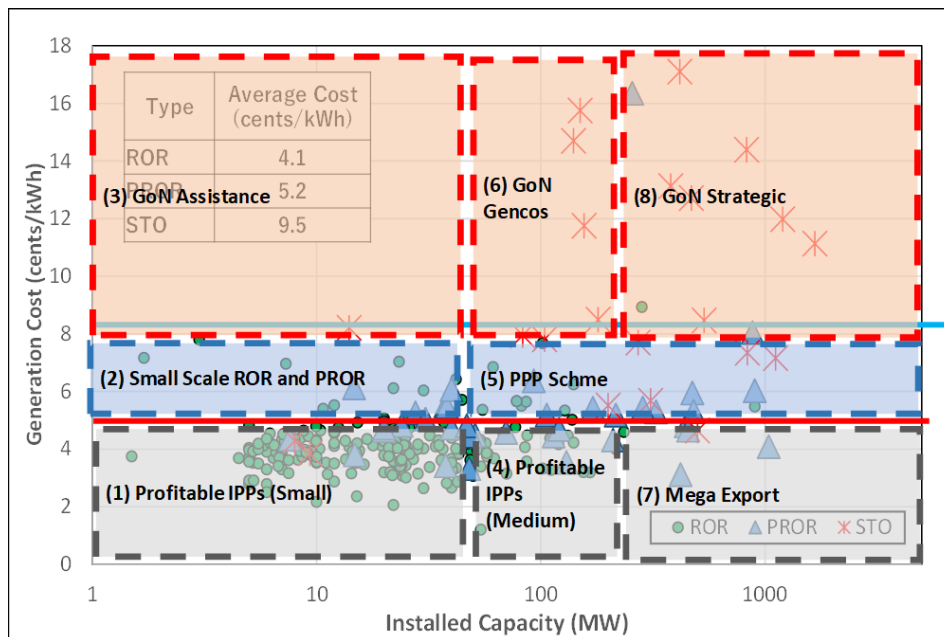 18
16
14
12
10
8
6
4
2
0
Generation Cost (cents/kWh)
Type
Average Cost
(cents/kWh)
ROR
4.1
PROR
5.2
STO
9.5
(3) GoN Assistance
(6) GoN
Gencos
(8) GoN Strategic
(2) Small Scale ROR and PROR
(5) PPP Schme
(1) Profitable IPPs (Small)
(4) Profitable
IPPs
(Medium)
(7) Mega Export
ROR
PROR
STO
1
10
100
1000
Installed Capacity (MW)